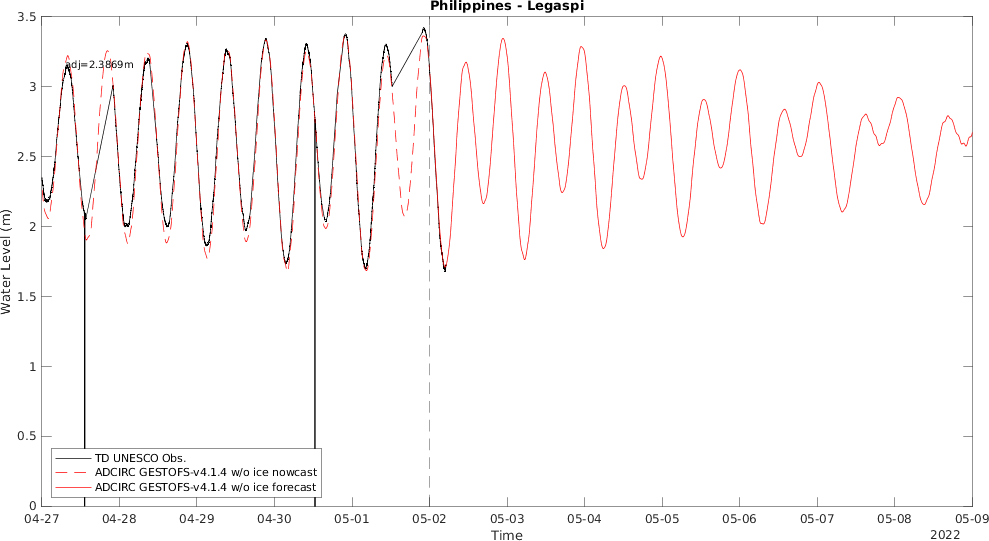 Philippines - Legaspi
3.5
3
2.5
2
1.5
1
0.5
0
Water Level (m)
adj=2.3869m
TD UNESCO Obs.
ADCIRC GESTOFS-v4.1.4 w/o ice nowcast
ADCIRC GESTOFS-v4.1.4 w/o ice forecast
04-27 04-28 04-29 04-30 05-01 05-02 05-03 05-04 05-05 05-06 05-07 05-08 05-09
Time
2022